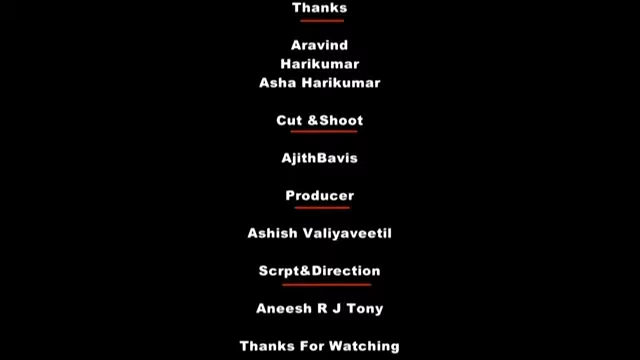 Thanks
Aravind
Harikumar
Asha Harikumar
Cut &Shoot
AjithBavis
Producer
Ashish Valiyaveetil
Scrpt&Direction
Aneesh R J Tony
Thanks For Watching